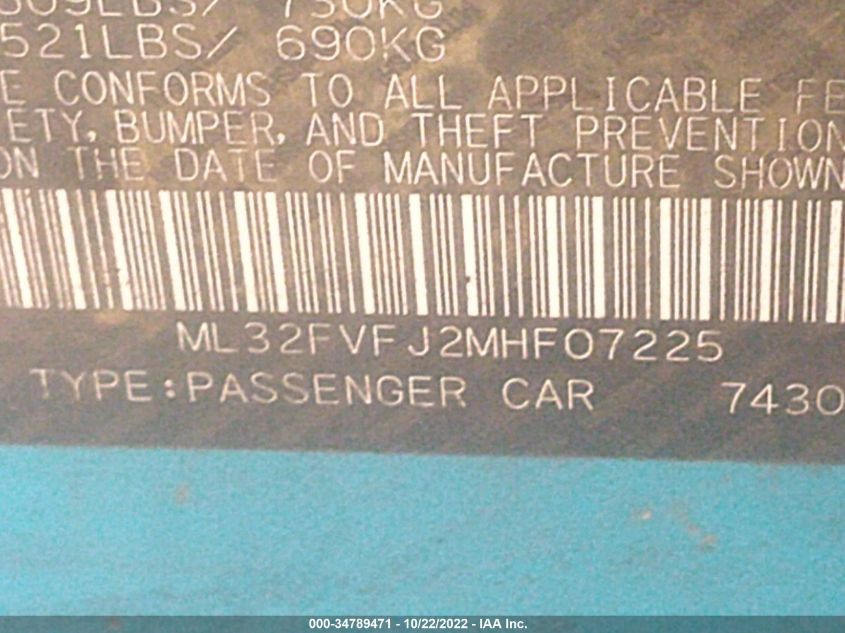 521LBS/ 690KG
E CONFORMS TO ALL APPLICABLE FE
ETY, BUMPER, AND THEFT PREVENTION
ON THE DATE OF MANUFACTURE SHOWN
ML32FVFJ2MHF07225
TYPE:PASSENGER CAR 7430
000-34789471 - 10/22/2022 - IAA Inc.